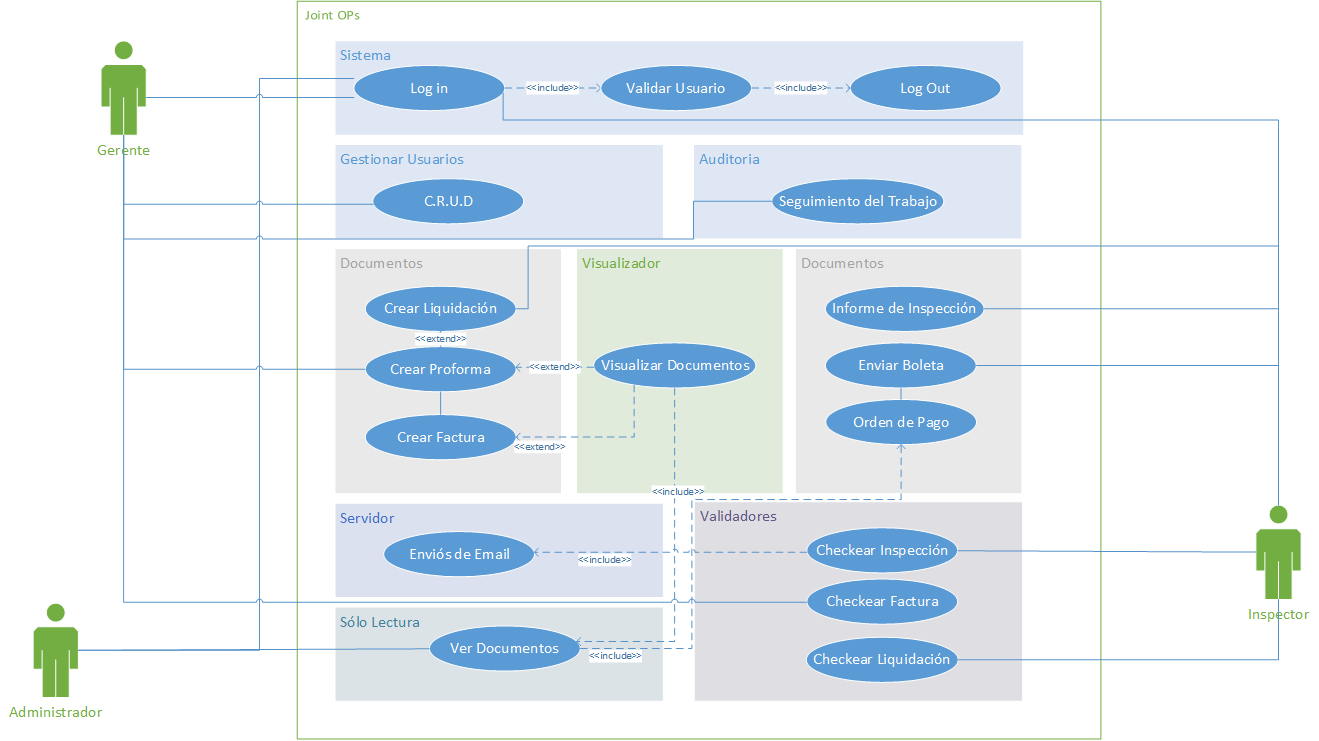 Joint OPs
Sistema
Log in
<<include>>
Validar Usuario
<<include>>
Log Out
Gerente
Gestionar Usuarios
C.R.U.D
Auditoria
Seguimiento del Trabajo
Documentos
Crear Liquidación
<<extend>>
Crear Proforma
Crear Factura
Visualizador
<<extend>>
Visualizar Documentos
<<extend>>
<<include>>
Documentos
Informe de Inspección
Enviar Boleta
Orden de Pago
Servidor
Enviós de Email
<<include>>
Validadores
Checkear Inspección
Checkear Factura
Checkear Liquidación
Inspector
Sólo Lectura
Ver Documentos
<<include>>
Administrador